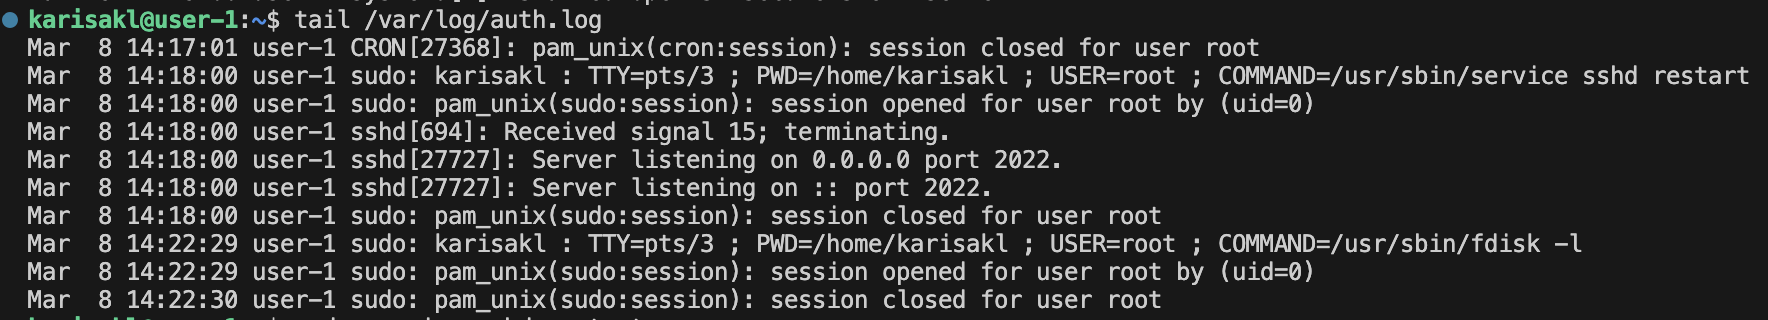 karisakl@user-1:~$ tail /var/log/auth.log
Mar  8 14:17:01 user-1 CRON[27368]: pam_unix(cron:session): session closed for user root
Mar  8 14:18:00 user-1 sudo: karisakl : TTY=pts/3 ; PWD=/home/karisakl ; USER=root ; COMMAND=/usr/sbin/service sshd restart
Mar  8 14:18:00 user-1 sudo: pam_unix(sudo:session): session opened for user root by (uid=0)
Mar  8 14:18:00 user-1 sshd[694]: Received signal 15; terminating.
Mar  8 14:18:00 user-1 sshd[27727]: Server listening on 0.0.0.0 port 2022.
Mar  8 14:18:00 user-1 sshd[27727]: Server listening on :: port 2022.
Mar  8 14:18:00 user-1 sudo: pam_unix(sudo:session): session closed for user root
Mar  8 14:22:29 user-1 sudo: karisakl : TTY=pts/3 ; PWD=/home/karisakl ; USER=root ; COMMAND=/usr/sbin/fdisk -l
Mar  8 14:22:29 user-1 sudo: pam_unix(sudo:session): session opened for user root by (uid=0)
Mar  8 14:22:30 user-1 sudo: pam_unix(sudo:session): session closed for user root